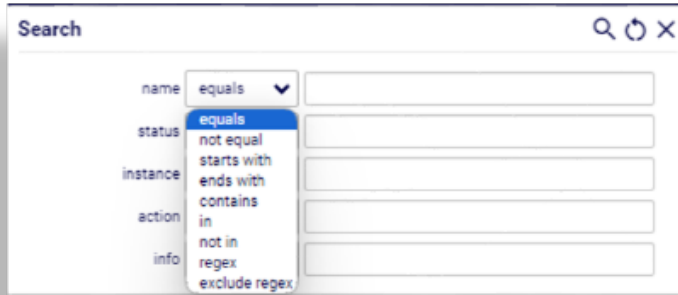 Search
name equals
equals
status
not equal
starts with
instance
ends with
contains
action
in
not in
info
regex
exclude regex